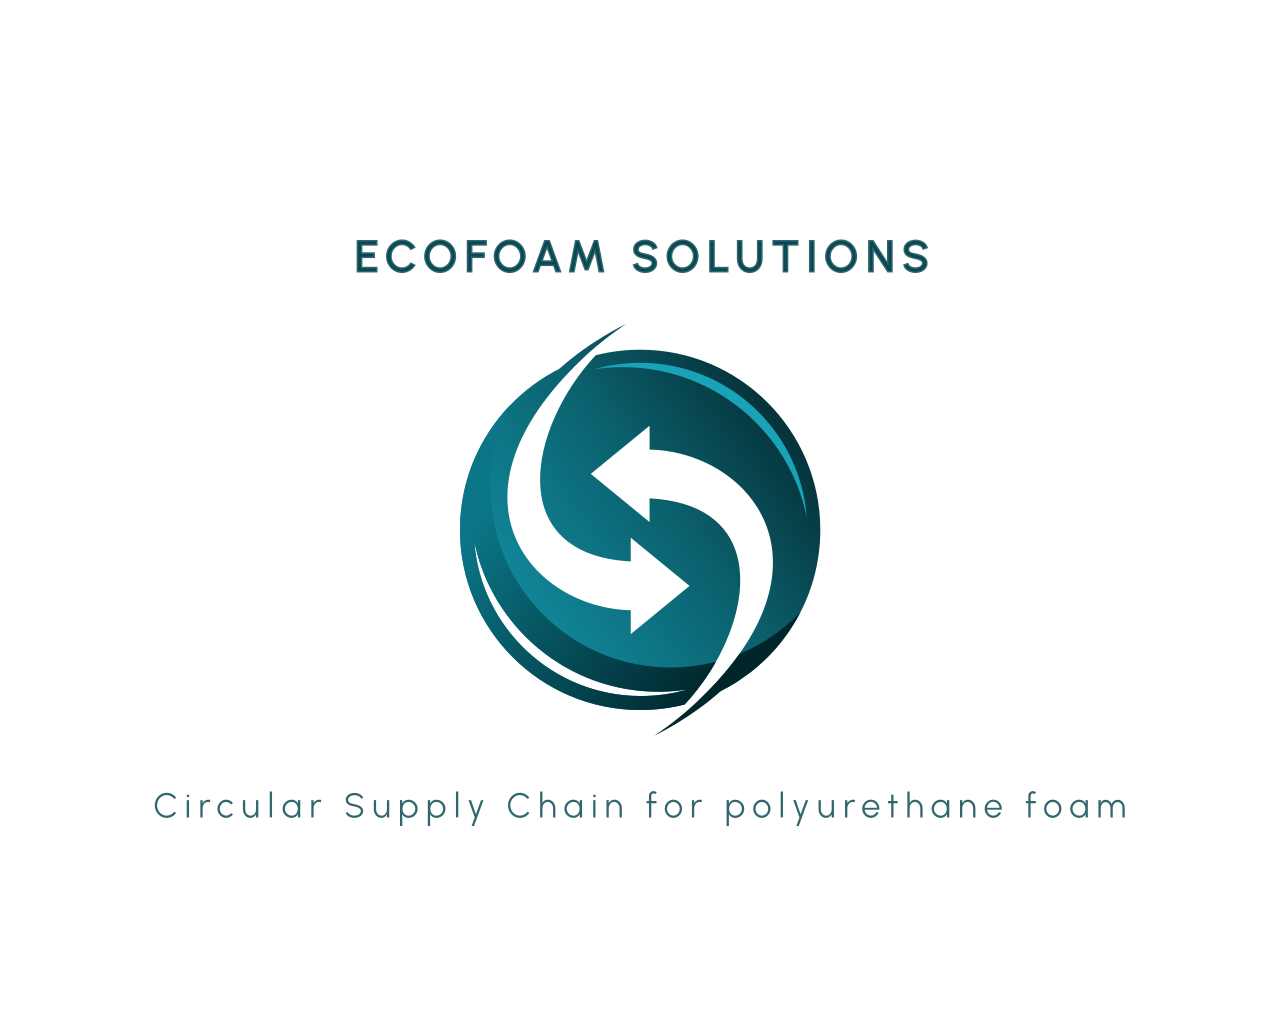 ECOFOAM SOLUTIONS
Circular Supply Chain for polyurethane foam